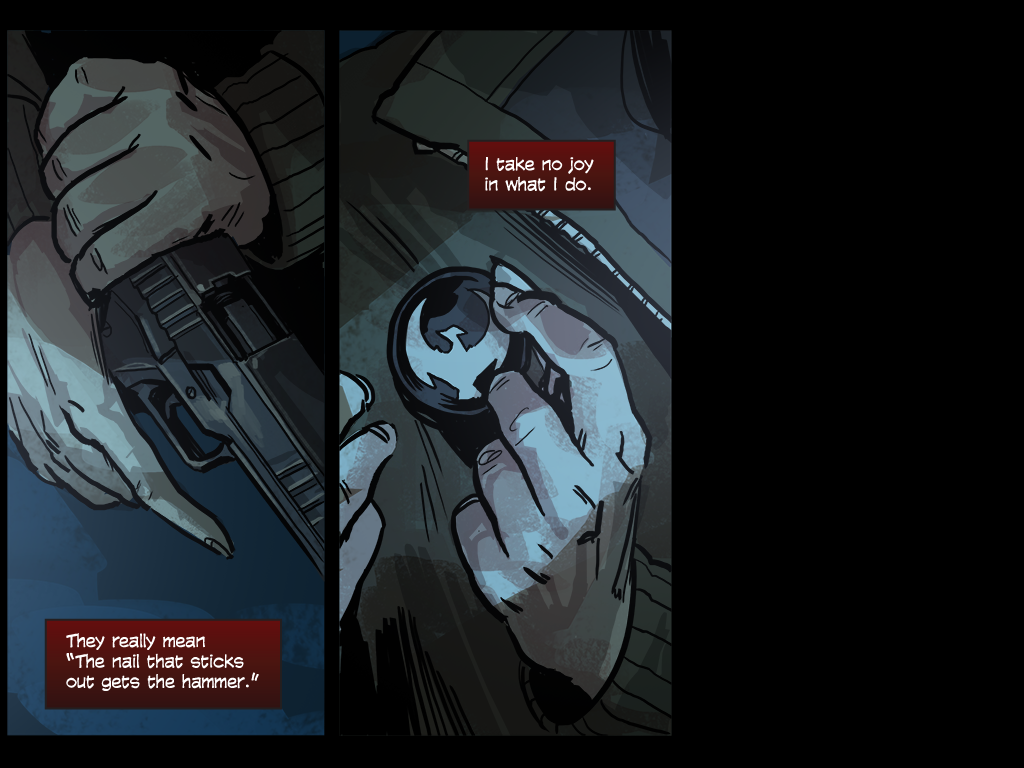 They really mean
"The nail that sticks
out gets the hammer."
I take no joy
in what I do.